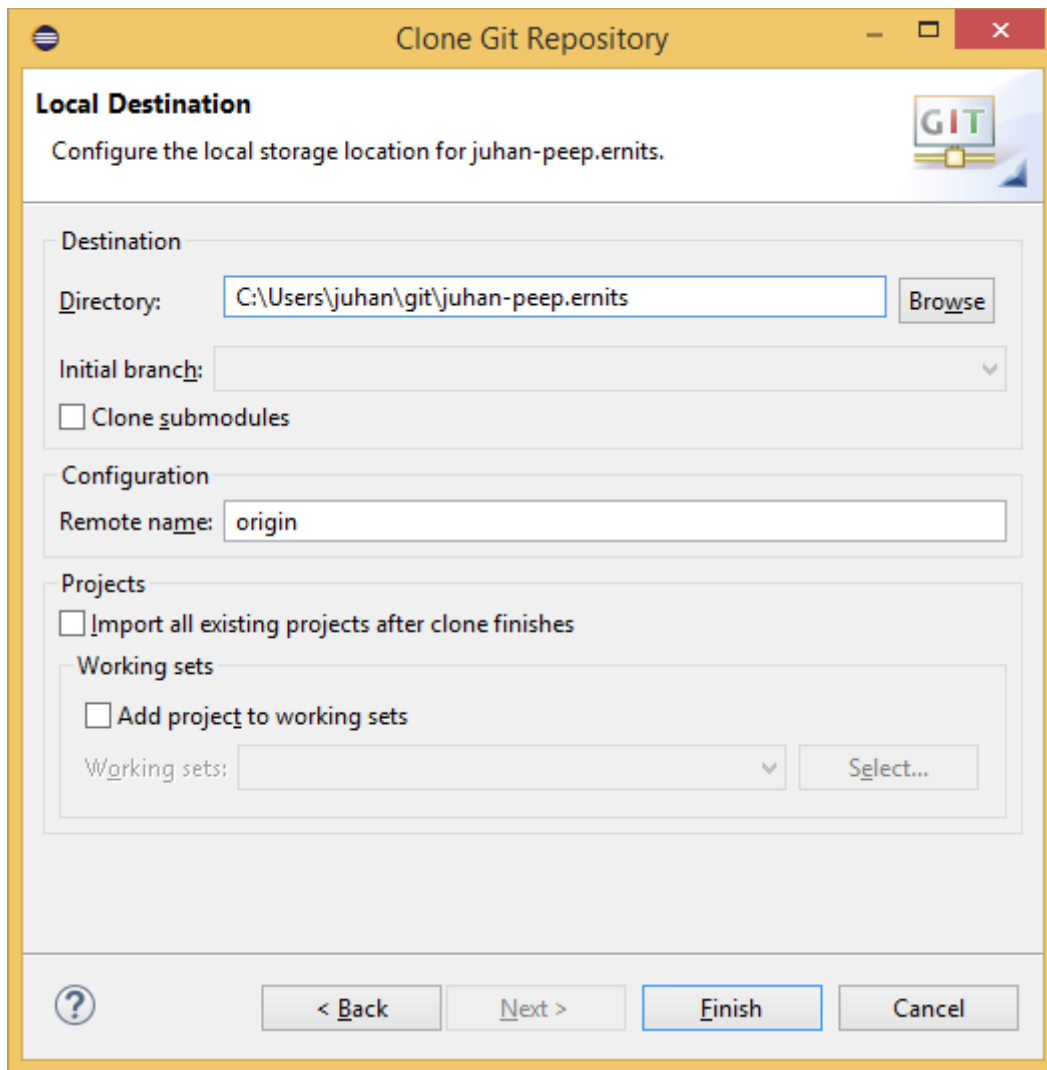 Clone Git Repository
Local Destination
Configure the local storage location for juhan-peep.ernits.
GIT
Destination
Directory: C:\Users\juhan\git\juhan-peep.ernits Browse
Initial branch:
Clone submodules
Configuration
Remote name: origin
Projects
Import all existing projects after clone finishes
Working sets
Add project to working sets
Working sets: Select...
? < Back Next > Finish Cancel